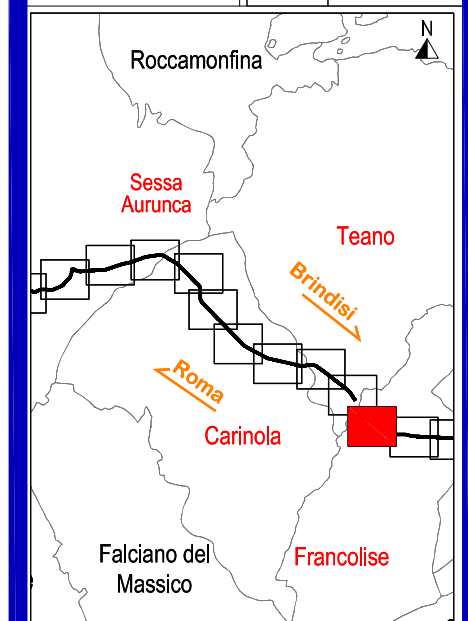 N
Roccamonfina
Sessa
Aurunca
Teano
Brindisi
Roma
Carinola
Falciano del
Massico
Francolise